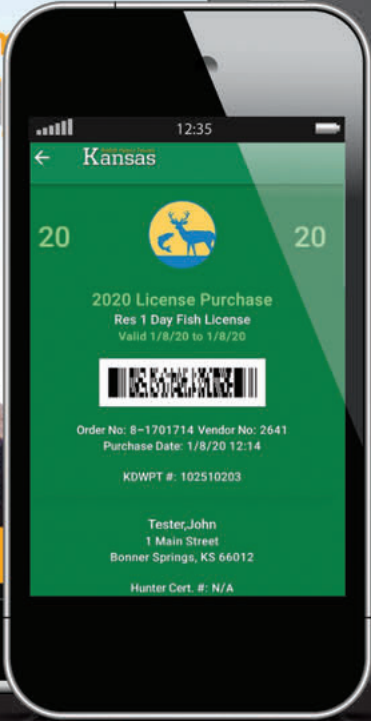 12:35
Kansas
20
20
2020 License Purchase
Res 1 Day Fish License
Valid 1/8/20 to 1/8/20
Order No: 8-1701714 Vendor No: 2641
Purchase Date: 1/8/20 12:14
KDWPT #: 102510203
Tester,John
1 Main Street
Bonner Springs, KS 66012
Hunter Cert. #: N/A